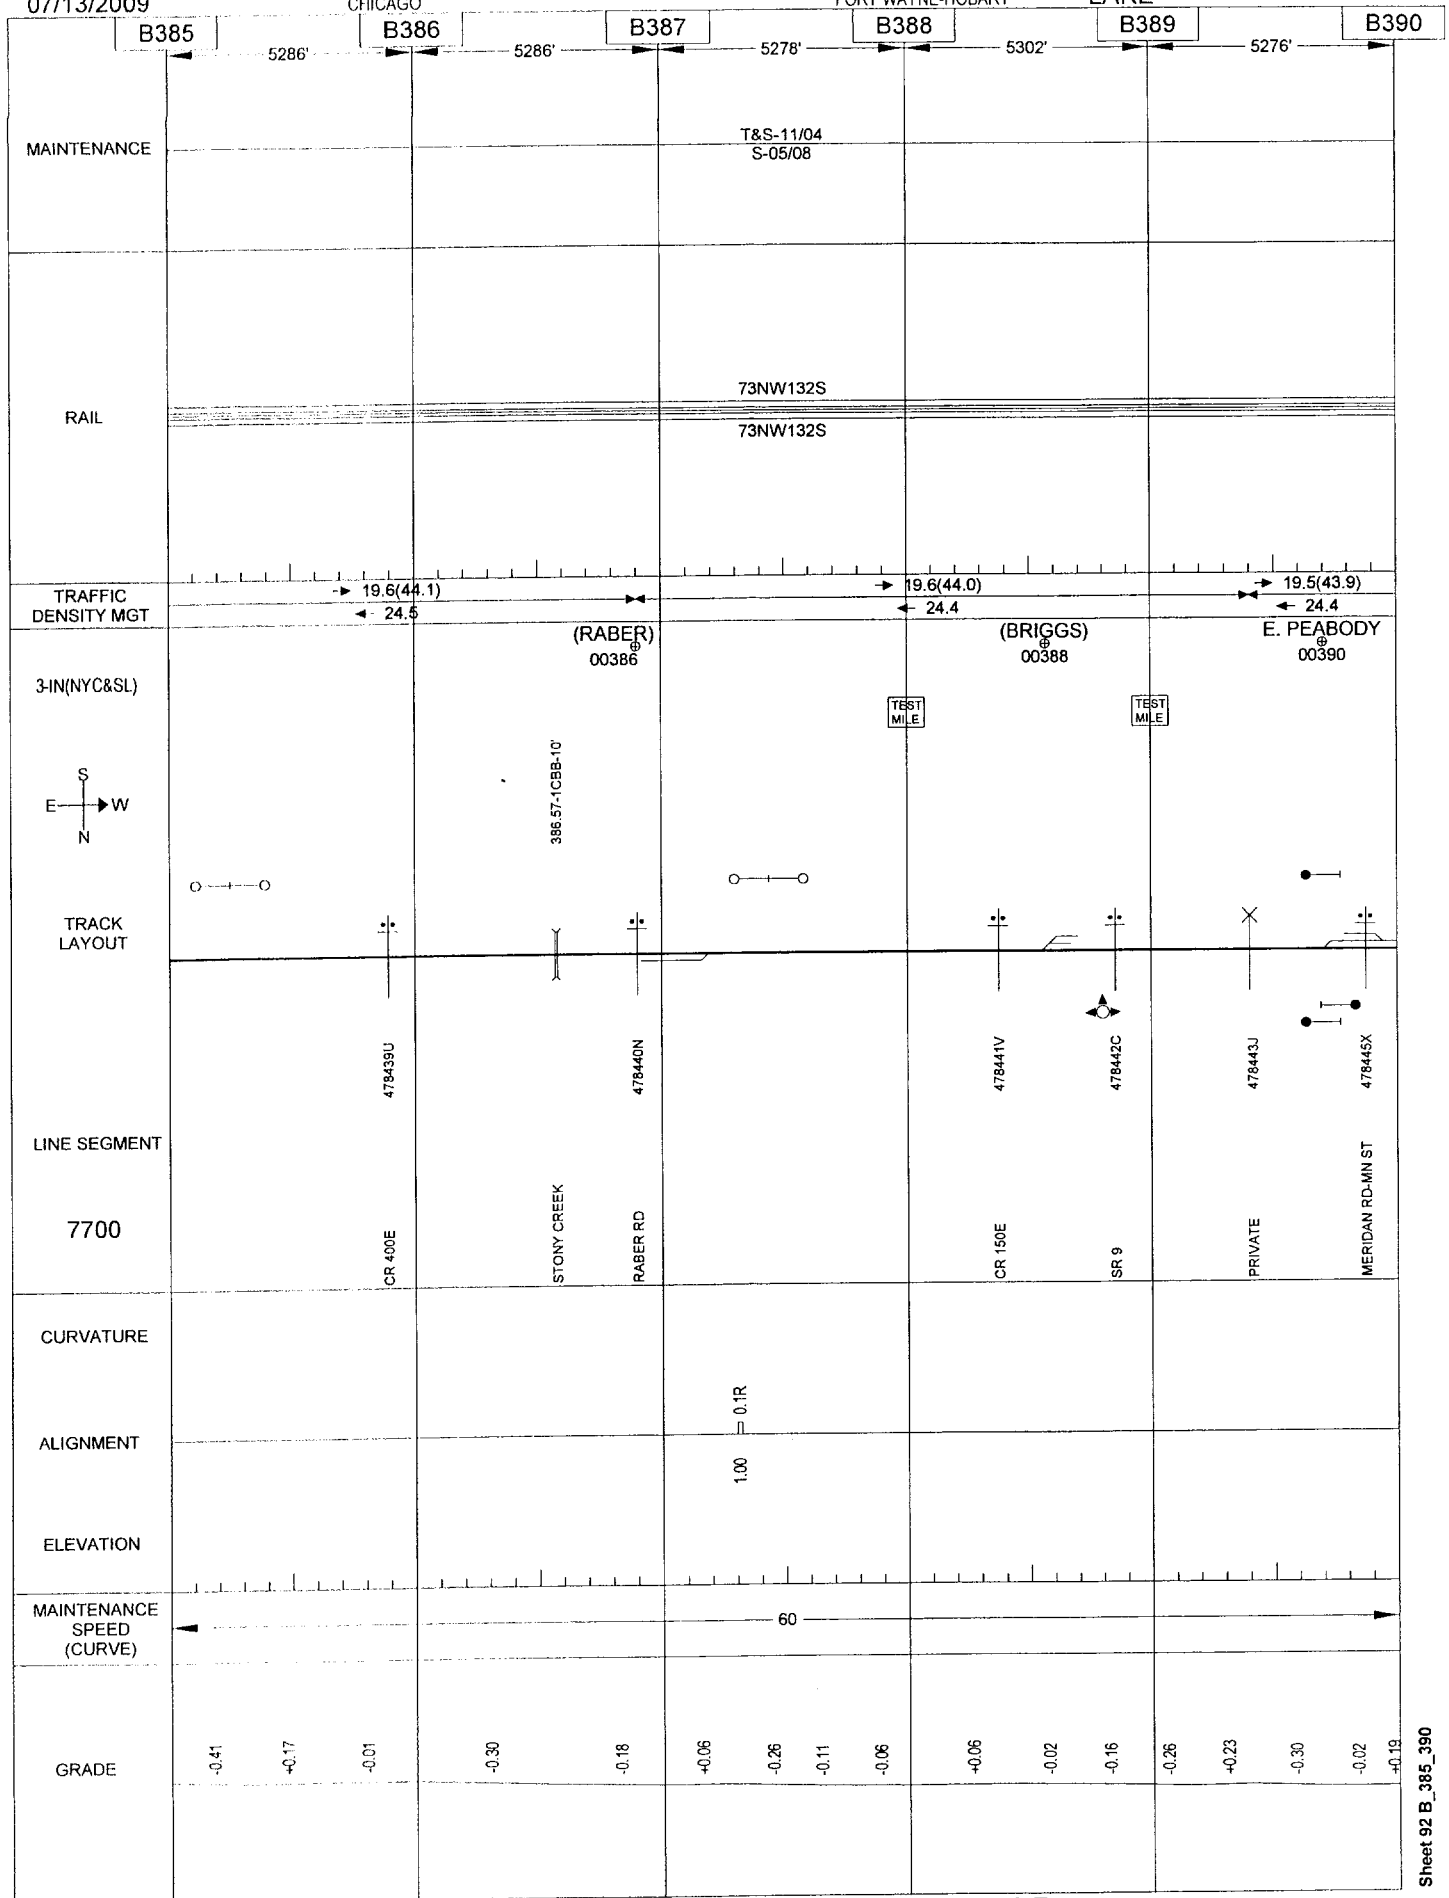 07/13/2009 CHICAGO FORT WAYNE-HOBART LAKE
B385 B386 B387 B388 B389 B390
5286' 5286' 5278' 5302' 5276'
MAINTENANCE
T&S-11/04
S-05/08
RAIL
73NW132S
73NW132S
TRAFFIC
DENSITY MGT
19.6(44.1) 19.6(44.0) 19.5(43.9)
24.5 24.4 24.4
(RABER) (BRIGGS) E. PEABODY
00386 00388 00390
3-IN(NYC&SL)
TEST
MILE
TEST
MILE
386.57-1CBB-10'
S
E W
N
TRACK
LAYOUT
478439U
478440N
478441V
478442C
478443J
478445X
LINE SEGMENT
7700
CR 400E
STONY CREEK
RABER RD
CR 150E
SR 9
PRIVATE
MERIDAN RD-MN ST
CURVATURE
0.1R
ALIGNMENT
1.00
ELEVATION
MAINTENANCE
SPEED
(CURVE)
60
GRADE
-0.41
+0.17
-0.01
-0.30
-0.18
+0.06
-0.26
-0.11
-0.06
+0.06
-0.02
-0.16
-0.26
+0.23
-0.30
-0.02
+0.19
Sheet 92 B_385_390